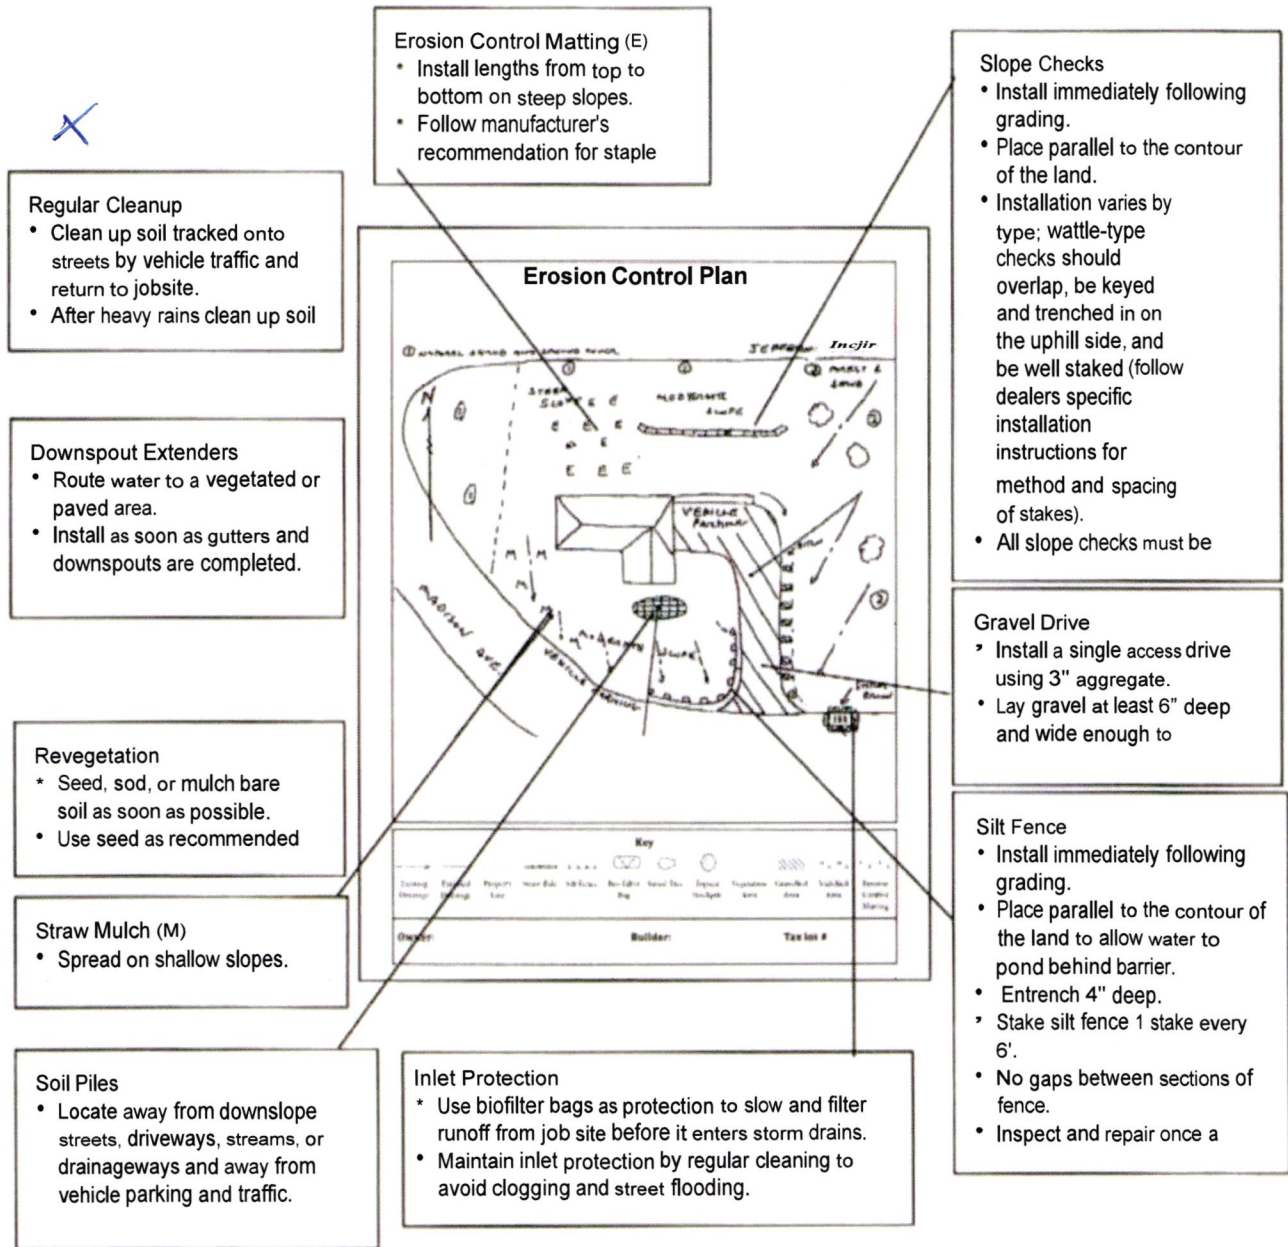 Erosion Control Matting (E)
• Install lengths from top to
bottom on steep slopes.
• Follow manufacturer's
recommendation for staple
Slope Checks
• Install immediately following
grading.
• Place parallel to the contour
of the land.
• Installation varies by
type; wattle-type
checks should
overlap, be keyed
and trenched in on
the uphill side, and
be well staked (follow
dealers specific
installation
instructions for
method and spacing
of stakes).
• All slope checks must be
Regular Cleanup
• Clean up soil tracked onto
streets by vehicle traffic and
return to jobsite.
• After heavy rains clean up soil
Downspout Extenders
• Route water to a vegetated or
paved area.
• Install as soon as gutters and
downspouts are completed.
Revegetation
* Seed, sod, or mulch bare
soil as soon as possible.
• Use seed as recommended
Straw Mulch (M)
• Spread on shallow slopes.
Soil Piles
• Locate away from downslope
streets, driveways, streams, or
drainageways and away from
vehicle parking and traffic.
Erosion Control Plan
Incjir
N
STEEP
SLOPE E E
E E E
E
E E E
MODERATE
SLOPE
VEHICLE
PARKING
M M
M
M
M MODERATE SLOPE
MADISON AVE.
VEHICLE PARKING
Key
Owner:
Builder:
Tax lot #
Gravel Drive
’ Install a single access drive
using 3" aggregate.
• Lay gravel at least 6” deep
and wide enough to
Silt Fence
• Install immediately following
grading.
• Place parallel to the contour of
the land to allow water to
pond behind barrier.
• Entrench 4" deep.
’ Stake silt fence 1 stake every
6'.
• No gaps between sections of
fence.
• Inspect and repair once a
Inlet Protection
* Use biofilter bags as protection to slow and filter
runoff from job site before it enters storm drains.
• Maintain inlet protection by regular cleaning to
avoid clogging and street flooding.